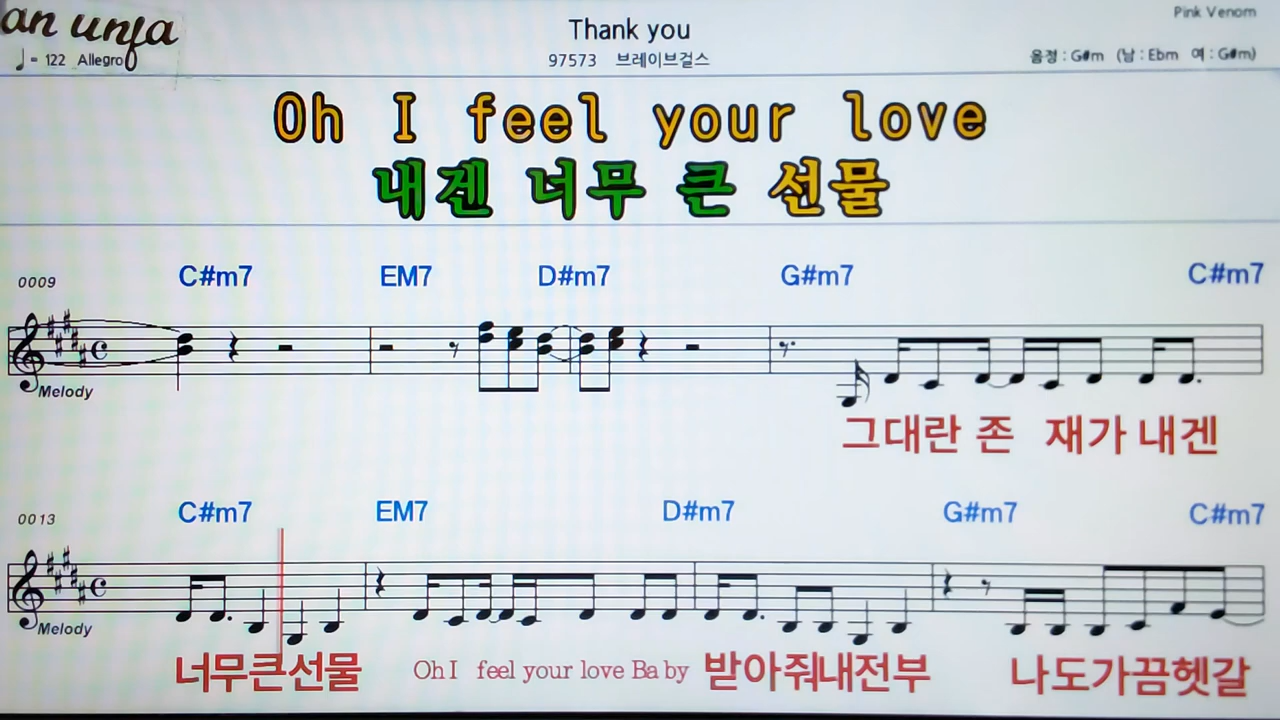 an unja
Thank you
Pink Venom
♩= 122 Allegro
97573 브레이브걸스
음정 : G#m (남 : Ebm 여 : G#m)
Oh I feel your love
내겐 너무 큰 선물
0009
C#m7 EM7 D#m7 G#m7 C#m7
Melody
그대란 존 재가 내겐
0013
C#m7 EM7 D#m7 G#m7 C#m7
Melody
너무큰선물 Oh I feel your love Ba by 받아줘내전부 나도가끔헷갈